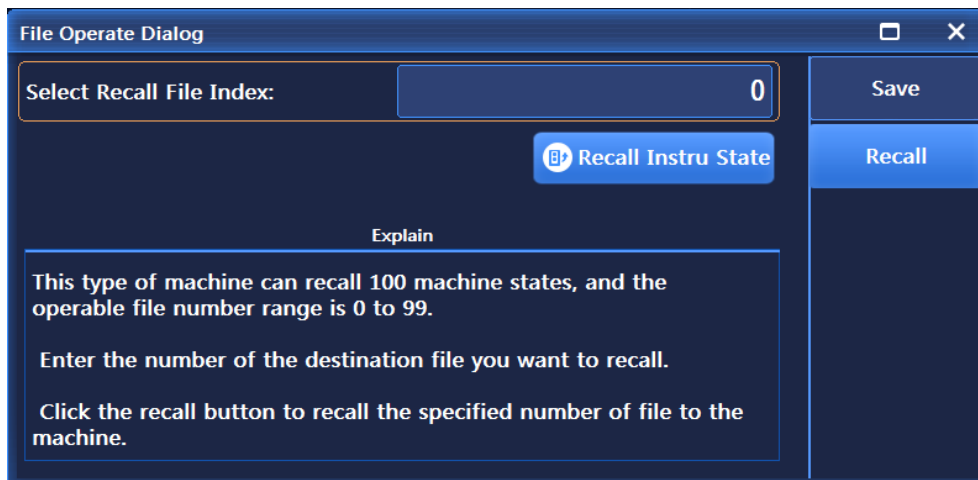 File Operate Dialog
Select Recall File Index:
0
Save
Recall Instru State
Recall
Explain
This type of machine can recall 100 machine states, and the
operable file number range is 0 to 99.
Enter the number of the destination file you want to recall.
Click the recall button to recall the specified number of file to the
machine.